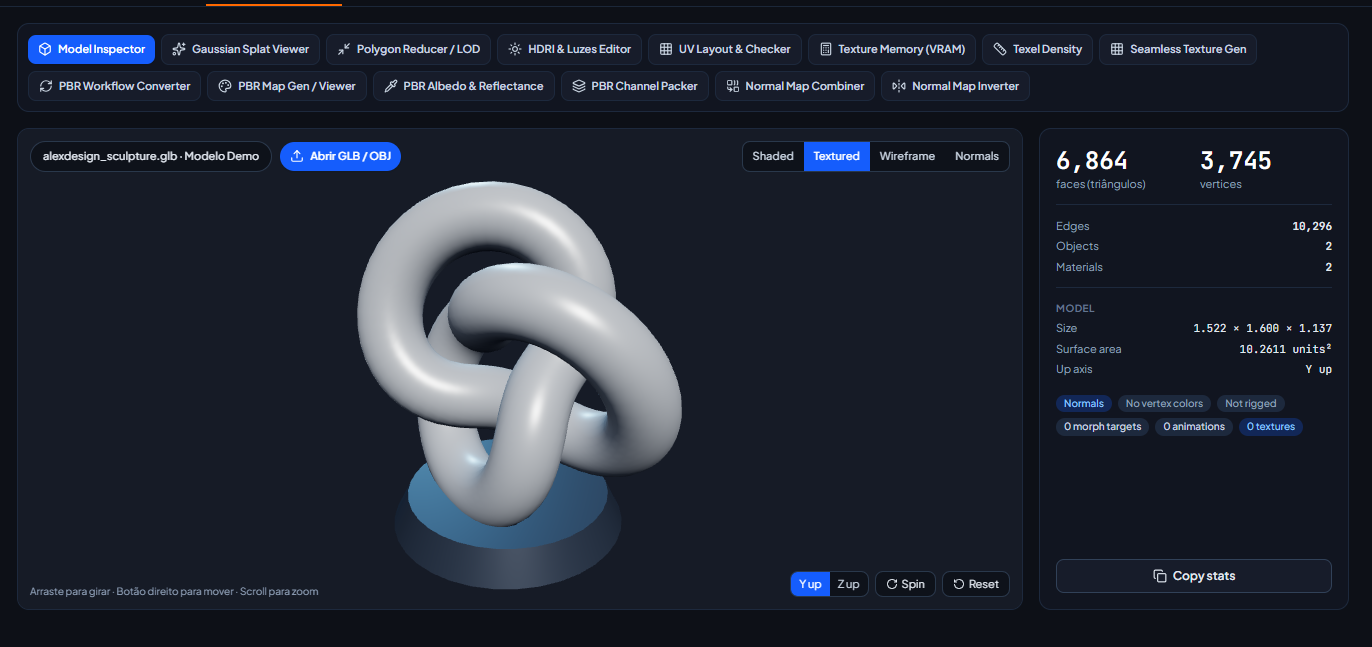 Model Inspector Gaussian Splat Viewer Polygon Reducer / LOD HDRI & Luzes Editor UV Layout & Checker Texture Memory (VRAM) Texel Density Seamless Texture Gen
PBR Workflow Converter PBR Map Gen / Viewer PBR Albedo & Reflectance PBR Channel Packer Normal Map Combiner Normal Map Inverter
alexdesign_sculpture.glb · Modelo Demo Abrir GLB / OBJ Shaded Textured Wireframe Normals
6,864 3,745
faces (triângulos) vertices
Edges 10,296
Objects 2
Materials 2
MODEL
Size 1.522 × 1.600 × 1.137
Surface area 10.2611 units²
Up axis Y up
Normals No vertex colors Not rigged
0 morph targets 0 animations 0 textures
Copy stats
Arraste para girar · Botão direito para mover · Scroll para zoom Y up Z up Spin Reset